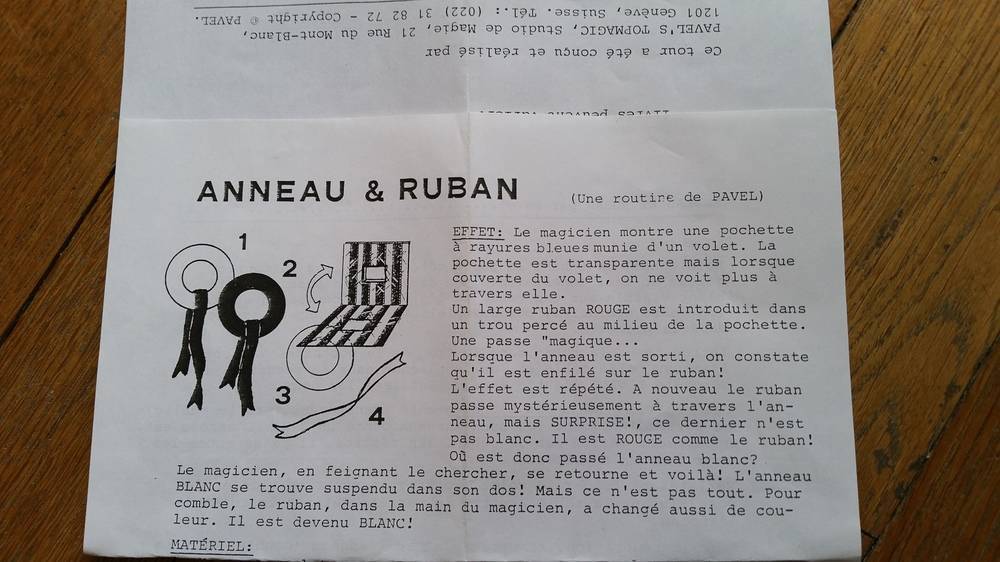 Ce tour a été conçu et réalisé par
PAVEL'S TOPMAGIC, Studio de Magie, 21 Rue du Mont-Blanc,
1201 Genève, Suisse. Tél.: (022) 31 82 72 - Copyright © PAVEL.
ANNEAU & RUBAN
(Une routine de PAVEL)
1
2
3
4
EFFET: Le magicien montre une pochette
à rayures bleues munie d'un volet. La
pochette est transparente mais lorsque
couverte du volet, on ne voit plus à
travers elle.
Un large ruban ROUGE est introduit dans
un trou percé au milieu de la pochette.
Une passe "magique...
Lorsque l'anneau est sorti, on constate
qu'il est enfilé sur le ruban!
L'effet est répété. A nouveau le ruban
passe mystérieusement à travers l'an-
neau, mais SURPRISE!, ce dernier n'est
pas blanc. Il est ROUGE comme le ruban!
Où est donc passé l'anneau blanc?
Le magicien, en feignant le chercher, se retourne et voilà! L'anneau
BLANC se trouve suspendu dans son dos! Mais ce n'est pas tout. Pour
comble, le ruban, dans la main du magicien, a changé aussi de cou-
leur. Il est devenu BLANC!
MATÉRIEL: